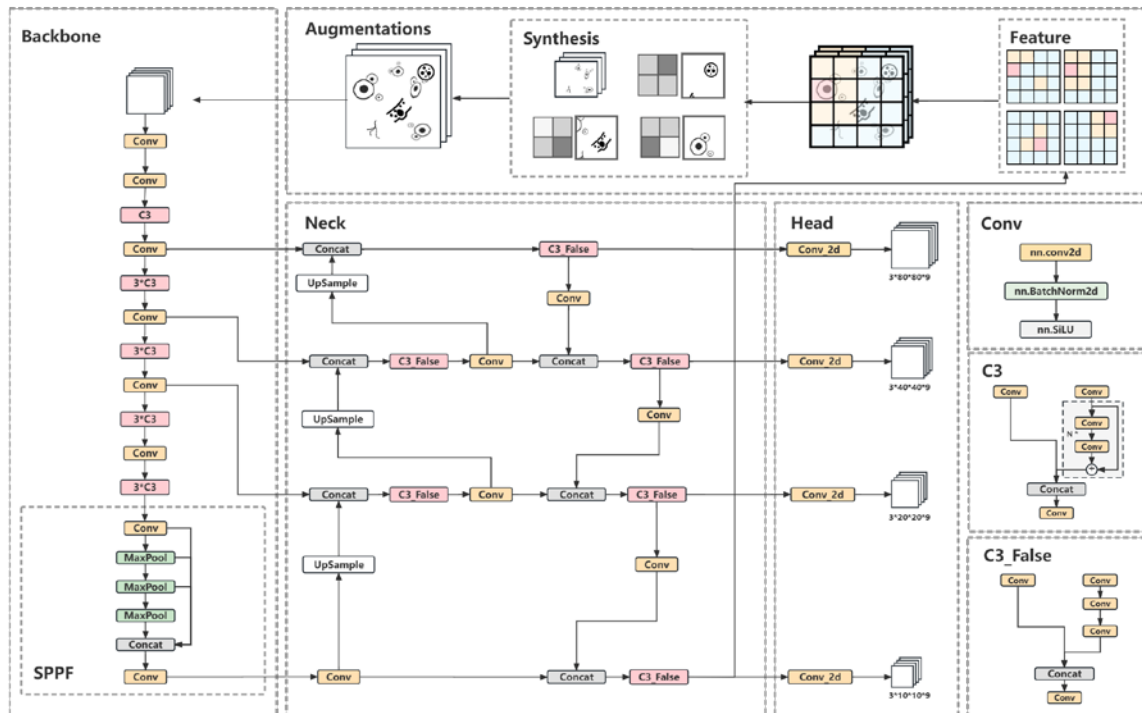 Backbone
Conv
Conv
C3
Conv
3*C3
Conv
3*C3
Conv
3*C3
Conv
3*C3
Conv
MaxPool
MaxPool
MaxPool
Concat
SPPF
Conv
Augmentations
Synthesis
Feature
Neck
Concat
C3_False
UpSample
Conv
Concat
C3_False
Conv
Concat
C3_False
UpSample
Conv
Concat
C3_False
Conv
Concat
C3_False
UpSample
Conv
Conv
Concat
C3_False
Head
Conv_2d
3*80*80*9
Conv_2d
3*40*40*9
Conv_2d
3*20*20*9
Conv_2d
3*10*10*9
Conv
nn.conv2d
nn.BatchNorm2d
nn.SiLU
C3
Conv
Conv
Conv
N *
Conv
+
Concat
Conv
C3_False
Conv
Conv
Conv
Conv
Concat
Conv